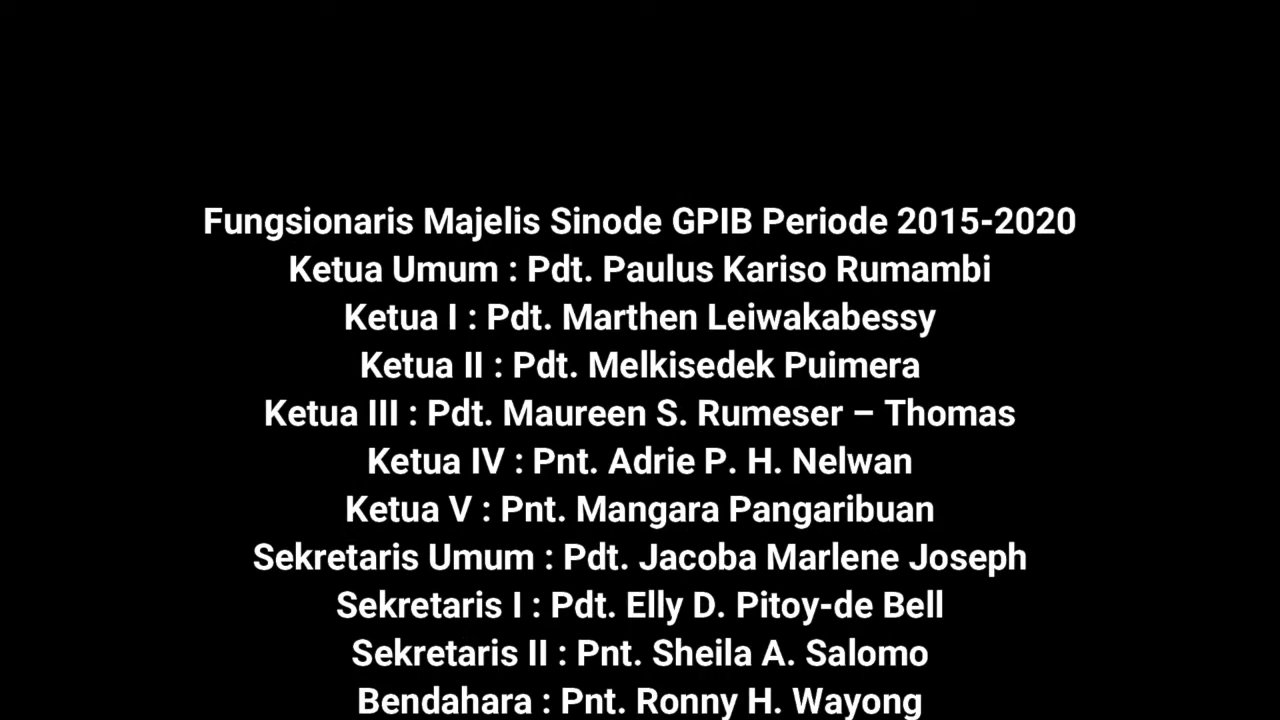 Fungsionaris Majelis Sinode GPIB Periode 2015-2020
Ketua Umum : Pdt. Paulus Kariso Rumambi
Ketua I : Pdt. Marthen Leiwakabessy
Ketua II : Pdt. Melkisedek Puimera
Ketua III : Pdt. Maureen S. Rumeser – Thomas
Ketua IV : Pnt. Adrie P. H. Nelwan
Ketua V : Pnt. Mangara Pangaribuan
Sekretaris Umum : Pdt. Jacoba Marlene Joseph
Sekretaris I : Pdt. Elly D. Pitoy-de Bell
Sekretaris II : Pnt. Sheila A. Salomo
Bendahara : Pnt. Ronny H. Wayong